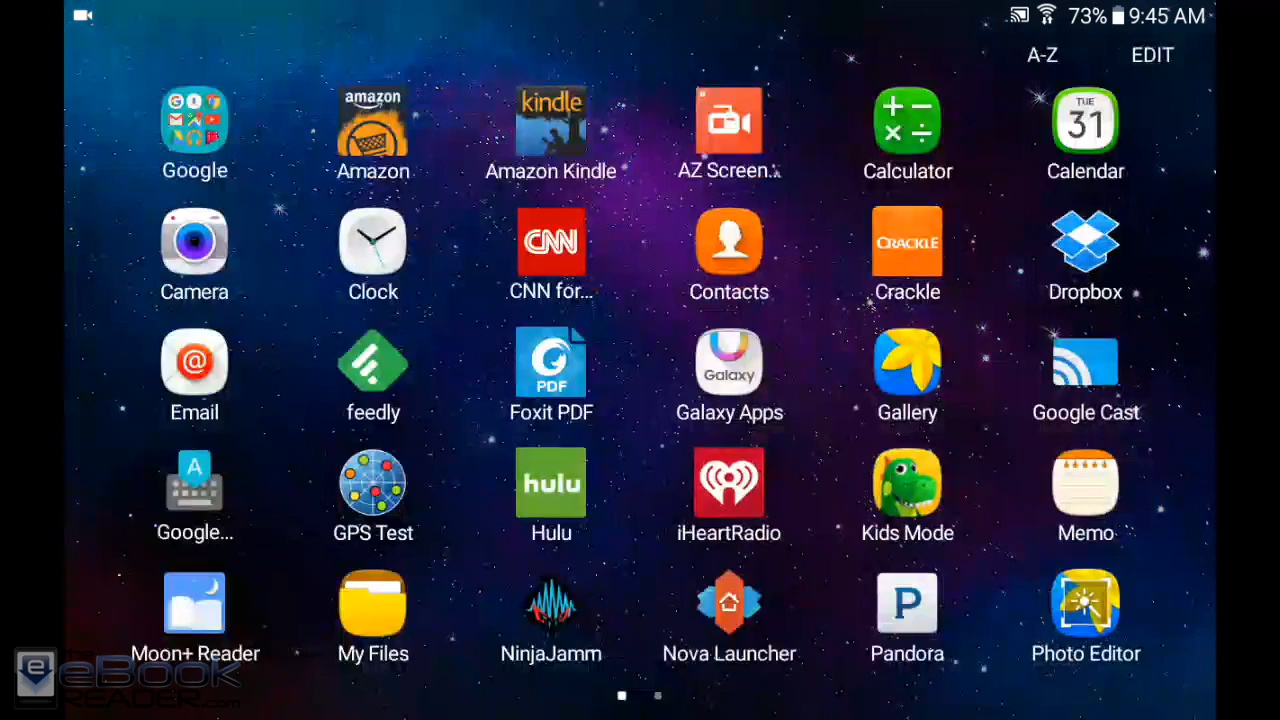 73% 9:45 AM
A-Z EDIT
amazon
kindle
TUE
31
Google Amazon Amazon Kindle AZ Screen... Calculator Calendar
CNN
CRACKLE
Camera Clock CNN for... Contacts Crackle Dropbox
@
PDF
Galaxy
Email feedly Foxit PDF Galaxy Apps Gallery Google Cast
A
hulu
Google... GPS Test Hulu iHeartRadio Kids Mode Memo
P
Moon+ Reader My Files NinjaJamm Nova Launcher Pandora Photo Editor
the
eBook
READER.com